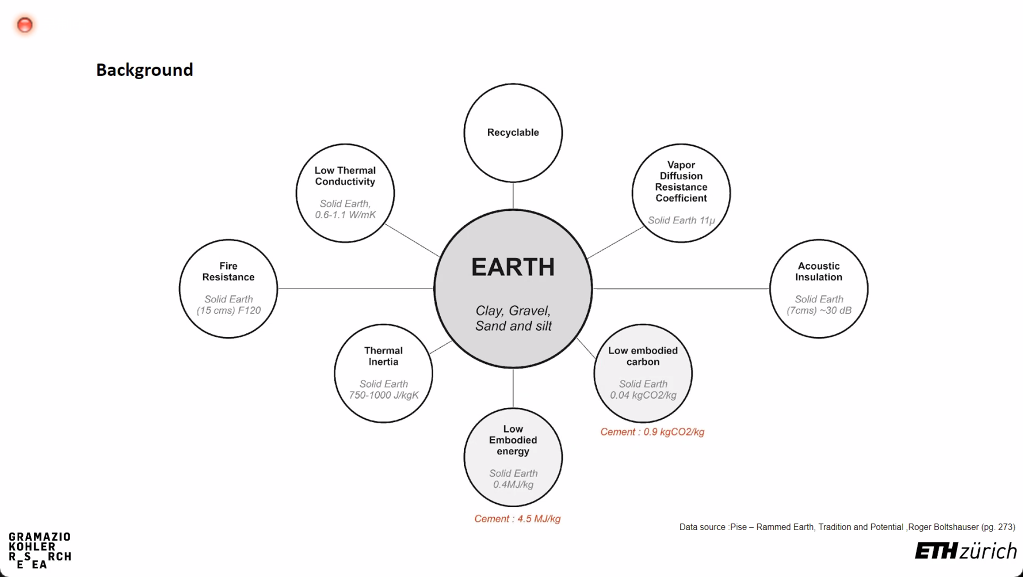 Background
Recyclable
Low Thermal
Conductivity
Solid Earth,
0.6-1.1 W/mK
Vapor
Diffusion
Resistance
Coefficient
Solid Earth 11µ
Fire
Resistance
Solid Earth
(15 cms) F120
EARTH
Clay, Gravel,
Sand and silt
Acoustic
Insulation
Solid Earth
(7cms) ~30 dB
Thermal
Inertia
Solid Earth
750-1000 J/kgK
Low embodied
carbon
Solid Earth
0.04 kgCO2/kg
Cement : 0.9 kgCO2/kg
Low
Embodied
energy
Solid Earth
0.4MJ/kg
Cement : 4.5 MJ/kg
Data source :Pise – Rammed Earth, Tradition and Potential ,Roger Boltshauser (pg. 273)
GRAMAZIO
KOHLER
RESEARCH
ETH zürich